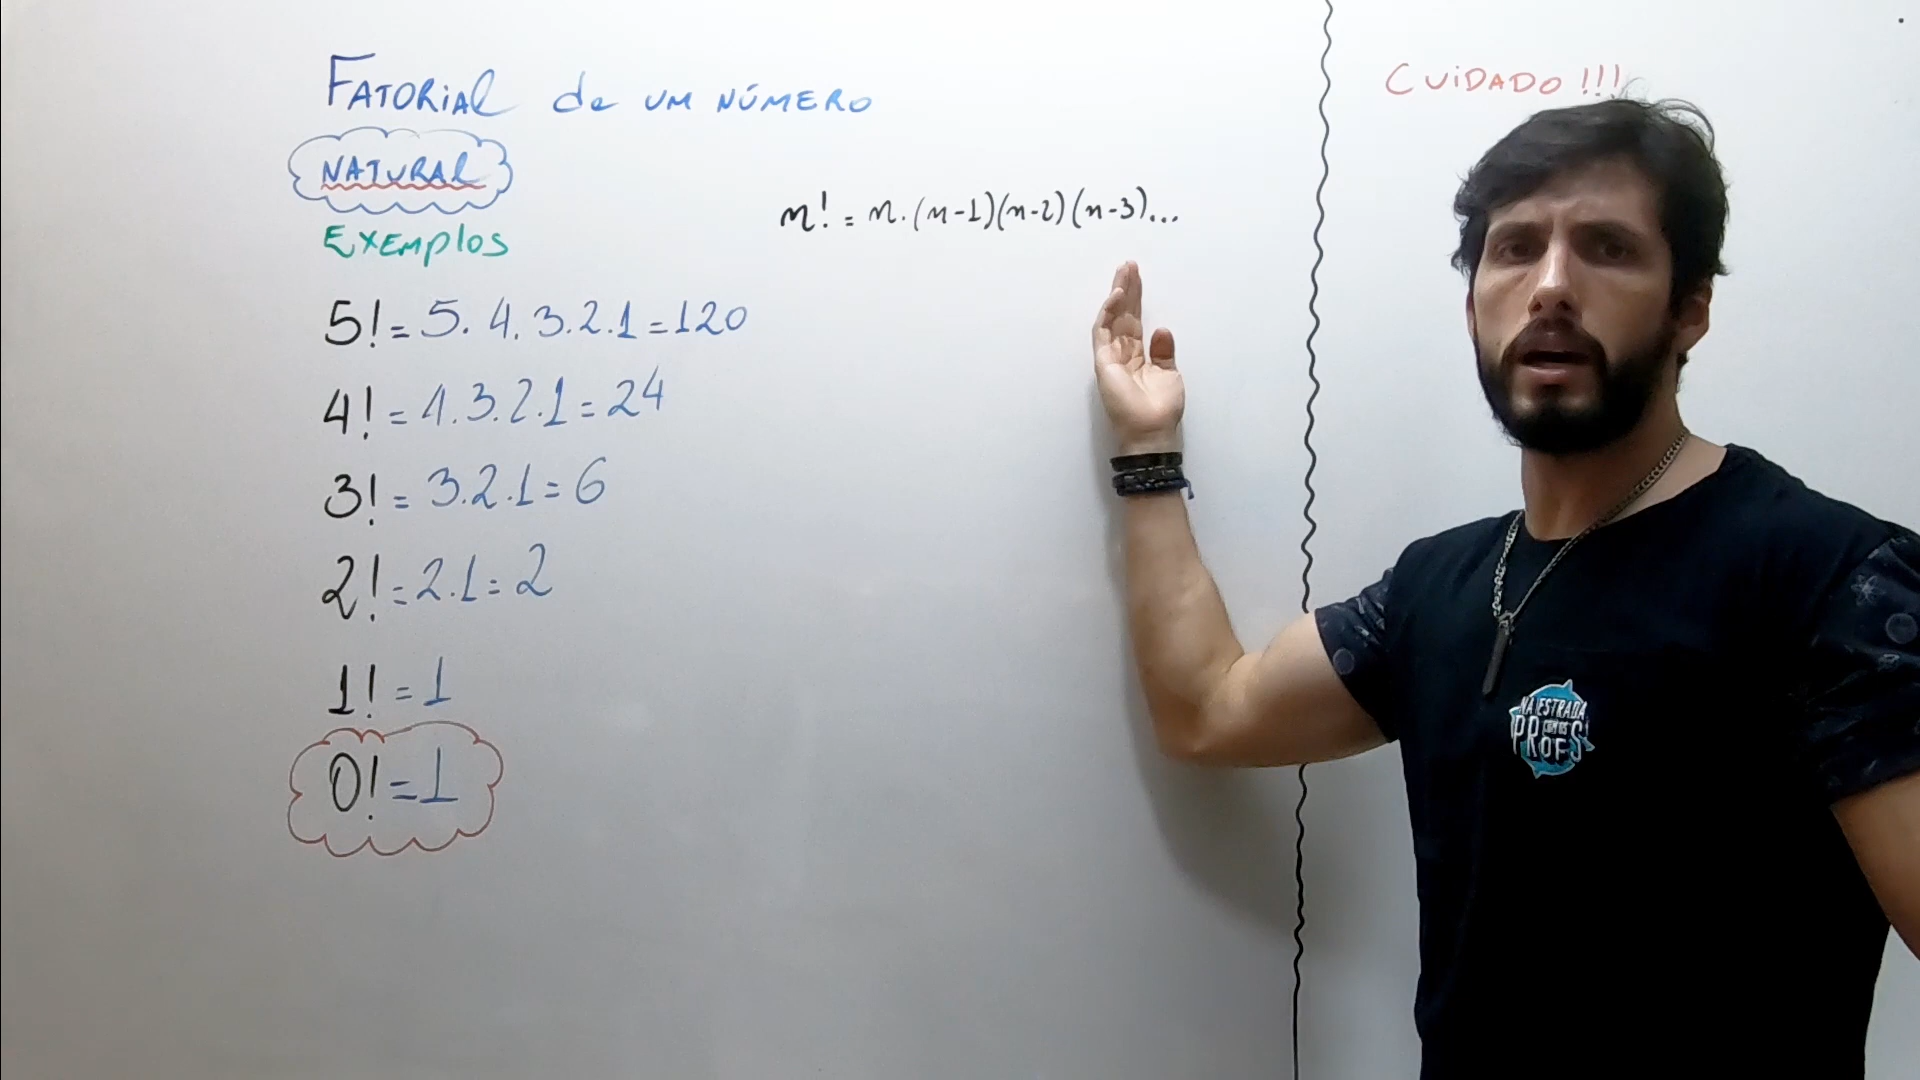 FATORIAL de UM NÚMERO
NATURAL
EXEMPLOS
5! = 5. 4. 3. 2. 1 = 120
4! = 4.3.2.1 = 24
3! = 3.2.1 = 6
2! = 2.1 = 2
1! = 1
0! = 1
n! = n.(n-1)(n-2)(n-3)...
CUIDADO!!!
NA ESTRADA
COM OS
PROFS